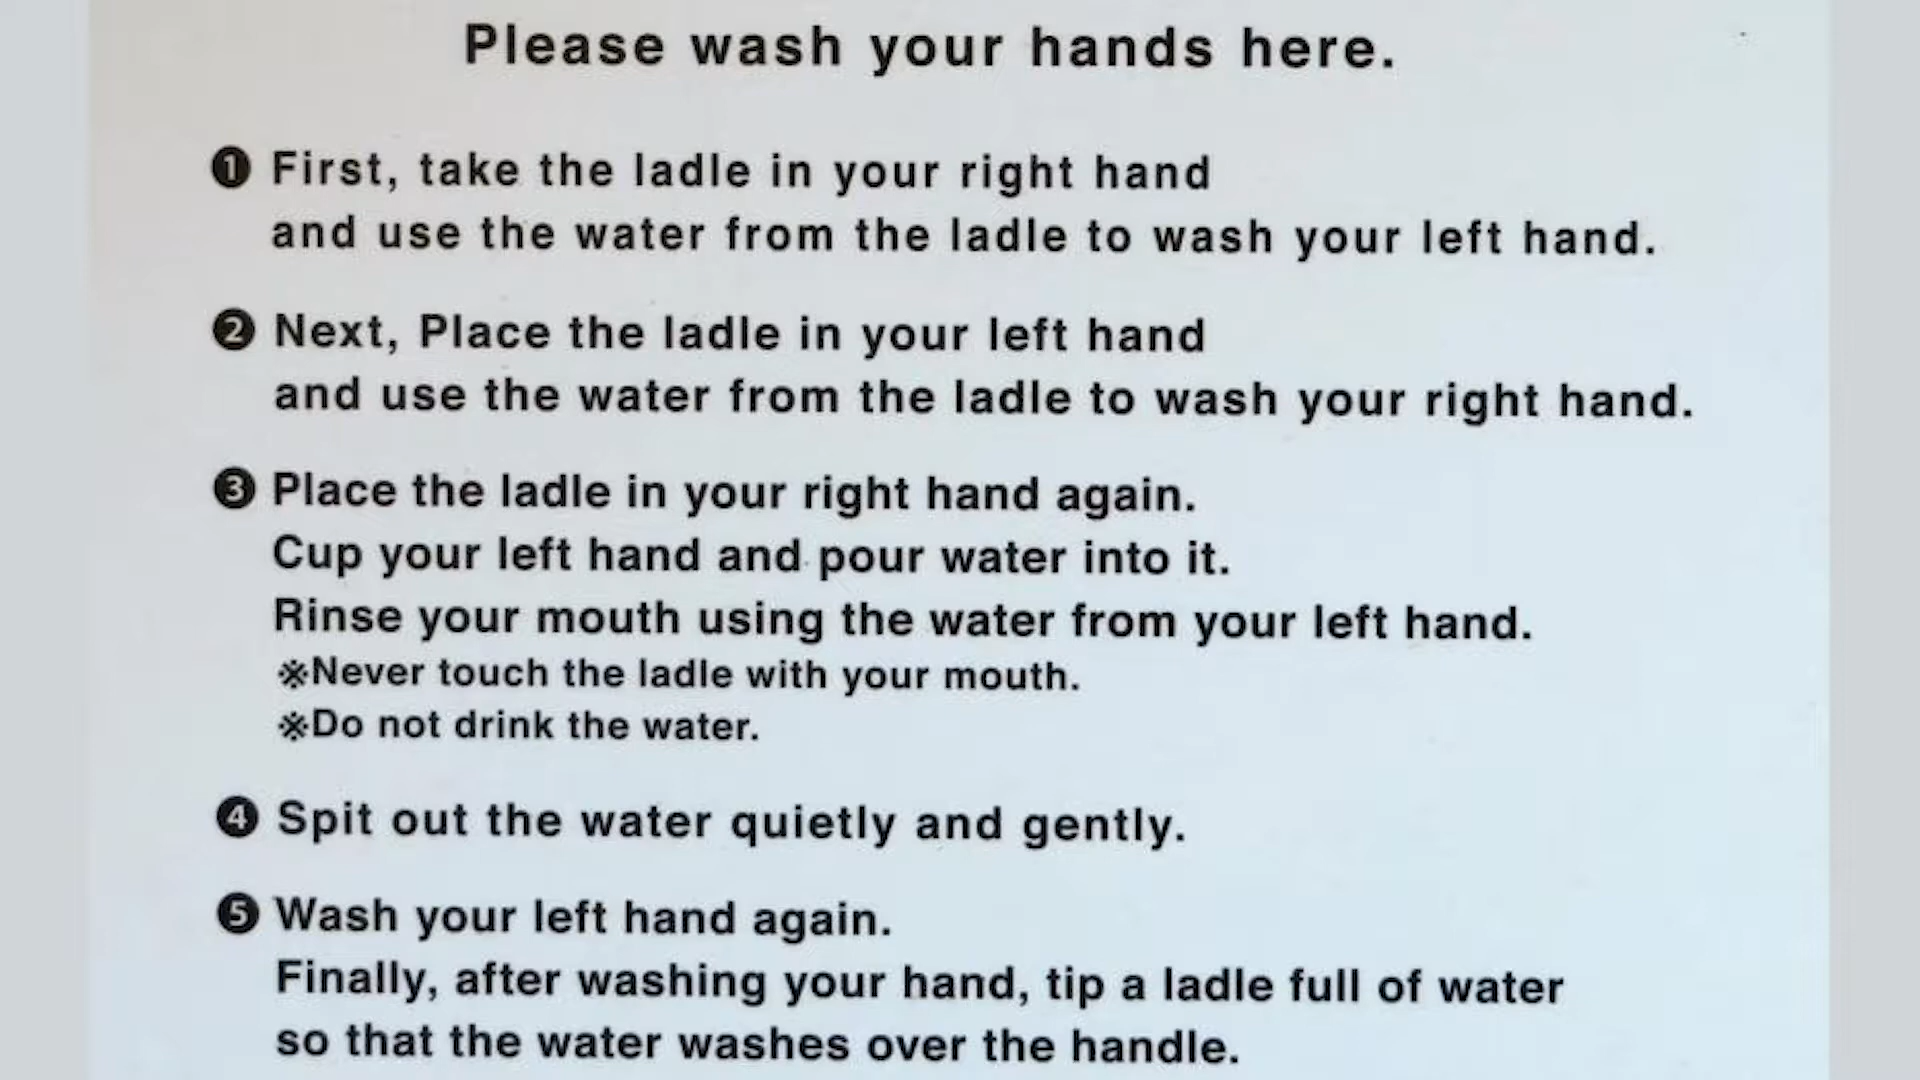 Please wash your hands here.
❶ First, take the ladle in your right hand
and use the water from the ladle to wash your left hand.
❷ Next, Place the ladle in your left hand
and use the water from the ladle to wash your right hand.
❸ Place the ladle in your right hand again.
Cup your left hand and pour water into it.
Rinse your mouth using the water from your left hand.
※Never touch the ladle with your mouth.
※Do not drink the water.
❹ Spit out the water quietly and gently.
❺ Wash your left hand again.
Finally, after washing your hand, tip a ladle full of water
so that the water washes over the handle.